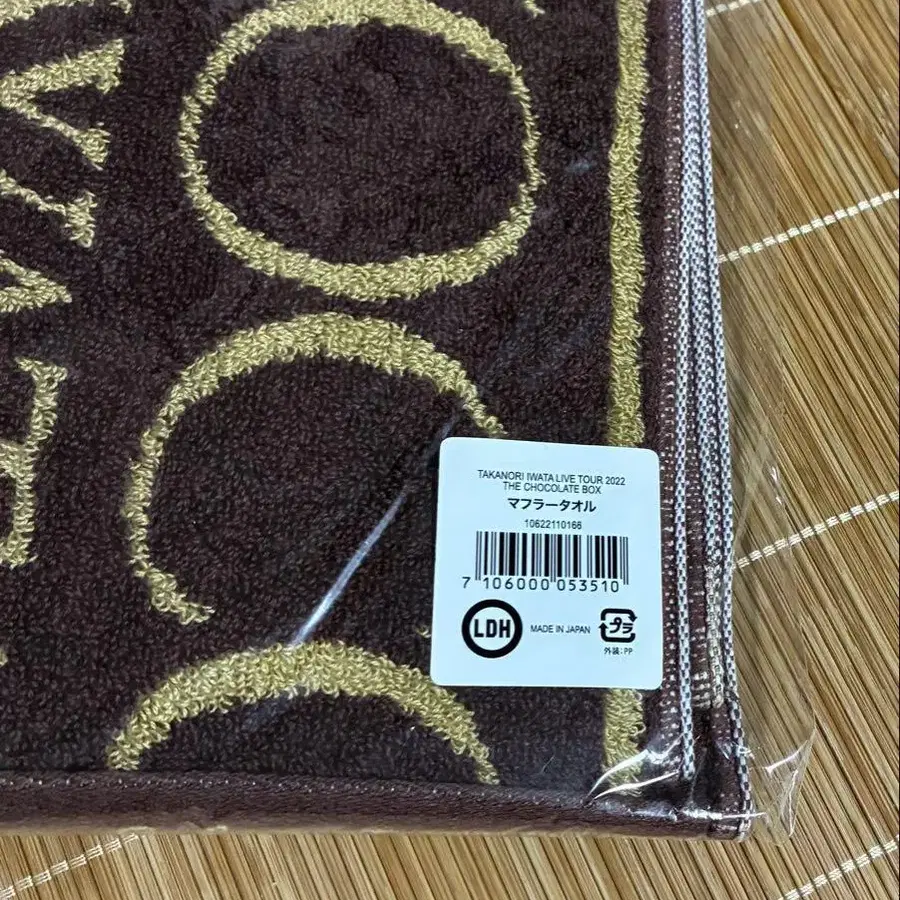 TAKANORI IWATA LIVE TOUR 2022
THE CHOCOLATE BOX
マフラータオル
10622110166
7 106000 053510
LDH
MADE IN JAPAN
プラ
外装:PP